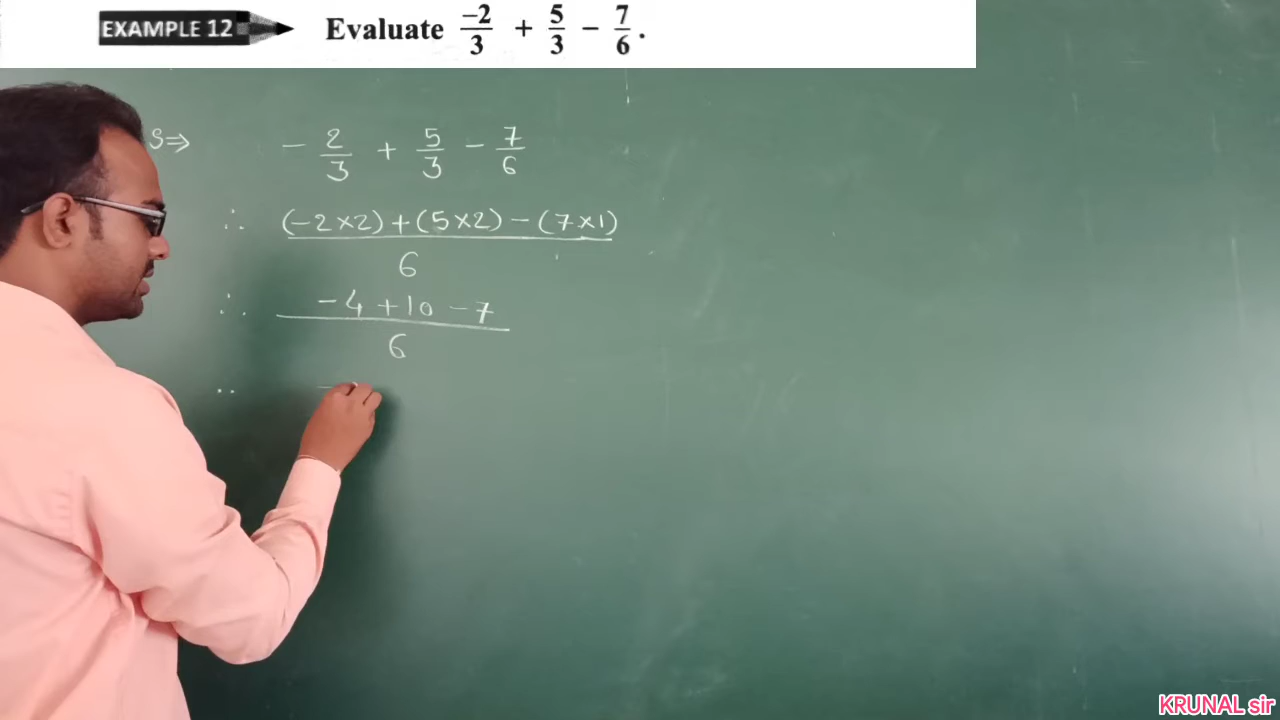 EXAMPLE 12 Evaluate -2/3 + 5/3 - 7/6.
S⇒ - 2/3 + 5/3 - 7/6
∴ (-2×2)+(5×2)-(7×1)
6
∴ -4+10-7
6
KRUNAL sir